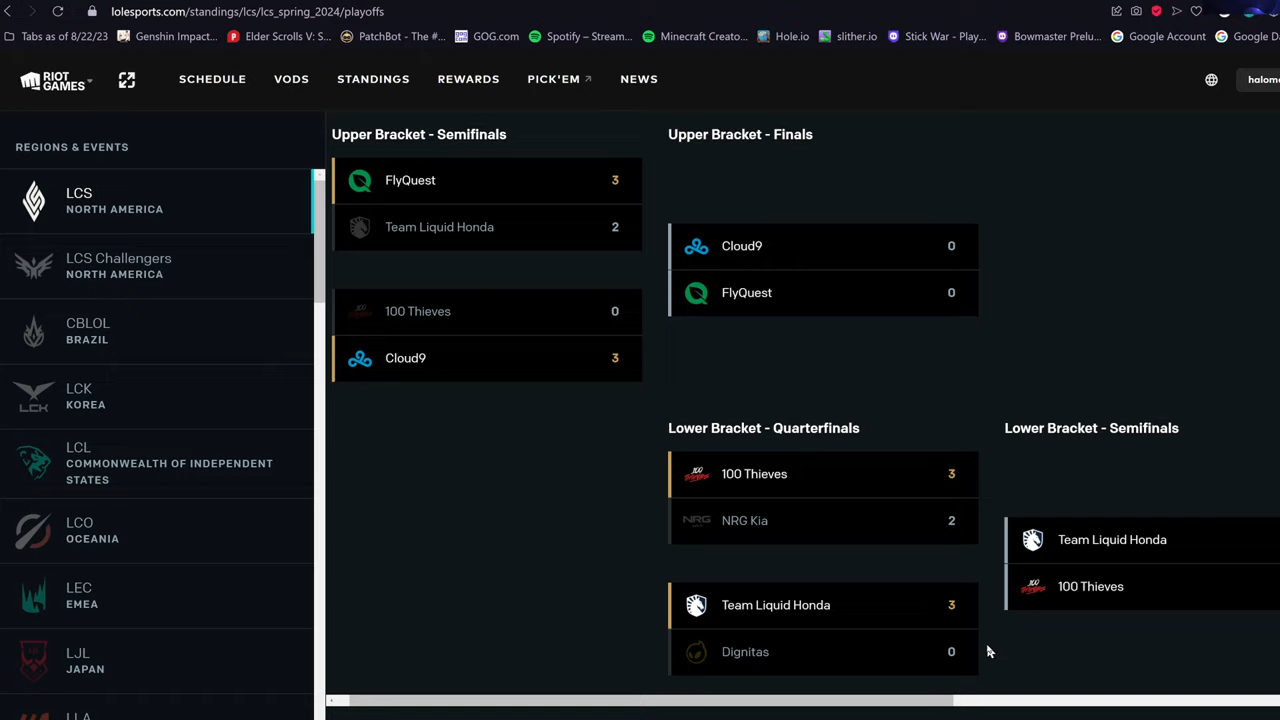 lolesports.com/standings/lcs/lcs_spring_2024/playoffs
Tabs as of 8/22/23
Genshin Impact...
Elder Scrolls V: S...
PatchBot - The #...
GOG.com
Spotify – Stream...
Minecraft Creato...
Hole.io
slither.io
Stick War - Play...
Bowmaster Prelu...
Google Account
Google Da
RIOT GAMES
SCHEDULE
VODS
STANDINGS
REWARDS
PICK'EM
NEWS
halom
REGIONS & EVENTS
LCS
NORTH AMERICA
LCS Challengers
NORTH AMERICA
CBLOL
BRAZIL
LCK
KOREA
LCL
COMMONWEALTH OF INDEPENDENT
STATES
LCO
OCEANIA
LEC
EMEA
LJL
JAPAN
LLA
Upper Bracket - Semifinals
FlyQuest 3
Team Liquid Honda 2
100 Thieves 0
Cloud9 3
Upper Bracket - Finals
Cloud9 0
FlyQuest 0
Lower Bracket - Quarterfinals
100 Thieves 3
NRG Kia 2
Team Liquid Honda 3
Dignitas 0
Lower Bracket - Semifinals
Team Liquid Honda
100 Thieves